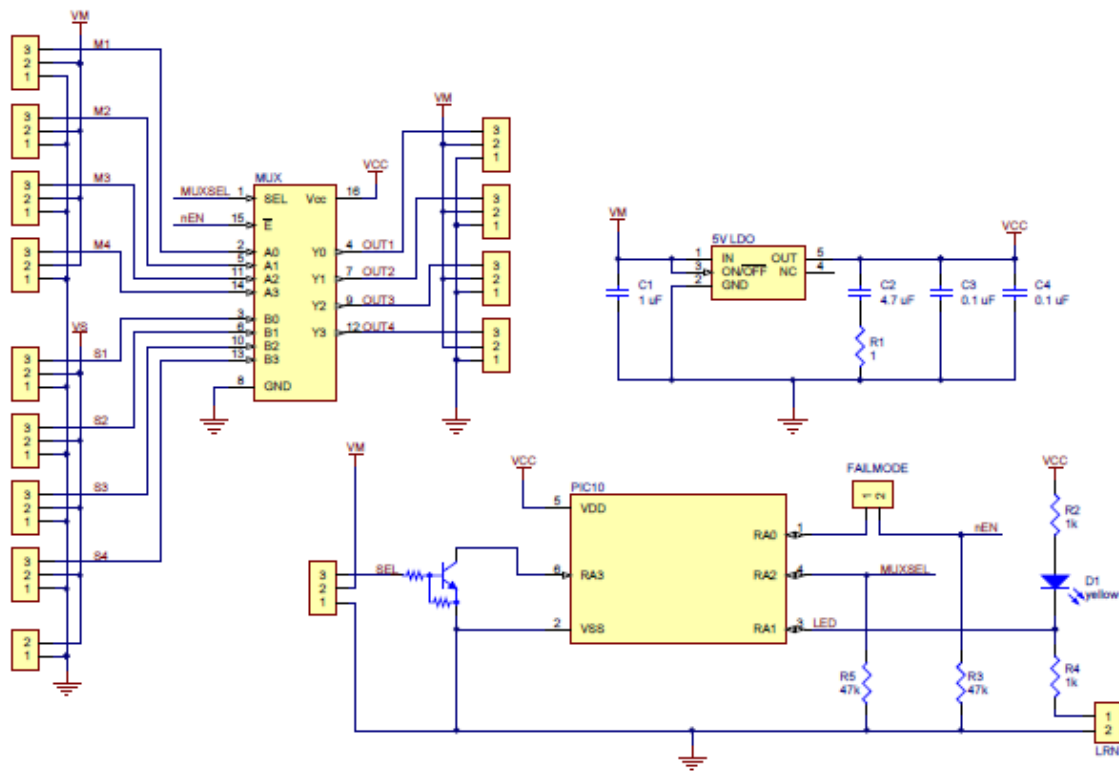 VM
3 M1
2
1
3 M2
2
1
3 M3
2
1
3 M4
2
1
VS
3 S1
2
1
3 S2
2
1
3 S3
2
1
3 S4
2
1
2
1
MUX
MUXSEL 1 SEL Vcc 16 VCC
nEN 15 E
2 A0 Y0 4 OUT1
5 A1 Y1 7 OUT2
11 A2 Y2 9 OUT3
14 A3 Y3 12 OUT4
3 B0
6 B1
10 B2
13 B3
8 GND
VM
3
2
1
3
2
1
3
2
1
3
2
1
VM
5V LDO
VCC
1 IN OUT 5
3 ON/OFF NC 4
2 GND
C1
1 uF
C2
4.7 uF
C3
0.1 uF
C4
0.1 uF
R1
1
VM
3 SEL
2
1
VCC
PIC10
5 VDD
6 RA3
2 VSS
RA0 1
RA2 4 MUXSEL
RA1 3 LED
FAILMODE
1 2
nEN
R5
47k
R3
47k
VCC
R2
1k
D1
yellow
R4
1k
1
2
LRN